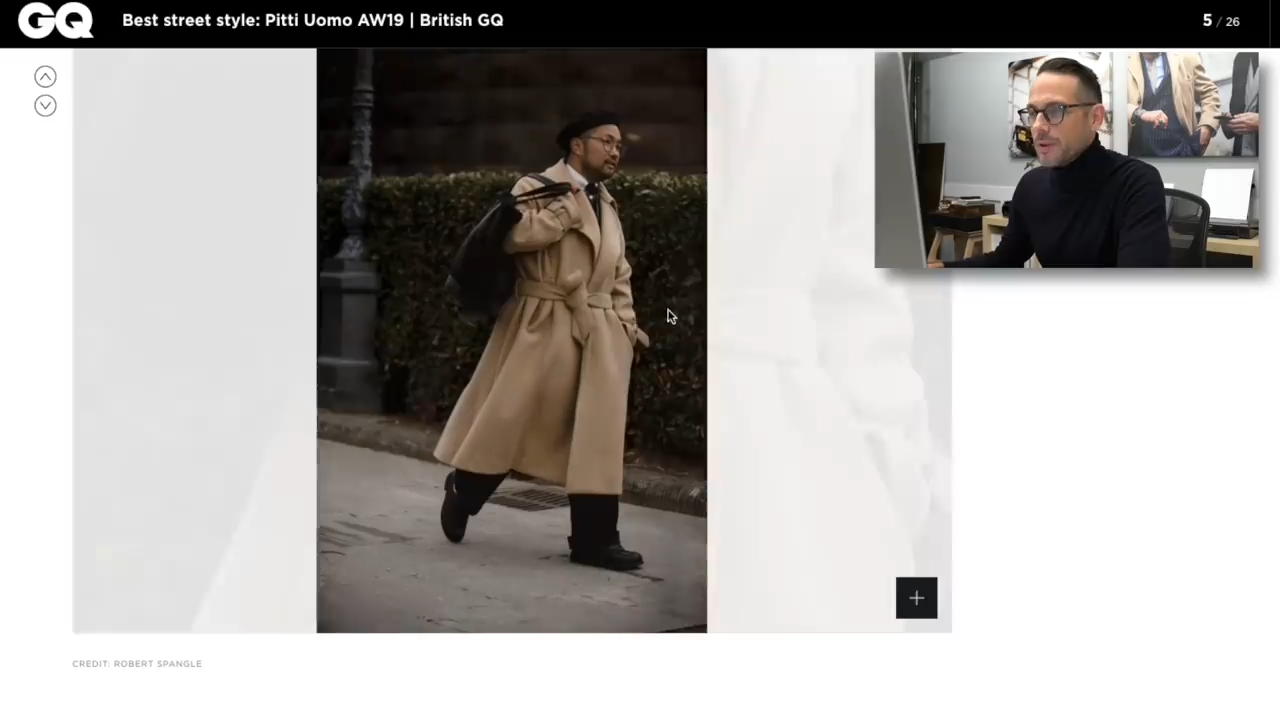 GQ
Best street style: Pitti Uomo AW19 | British GQ
5 / 26
CREDIT: ROBERT SPANGLE